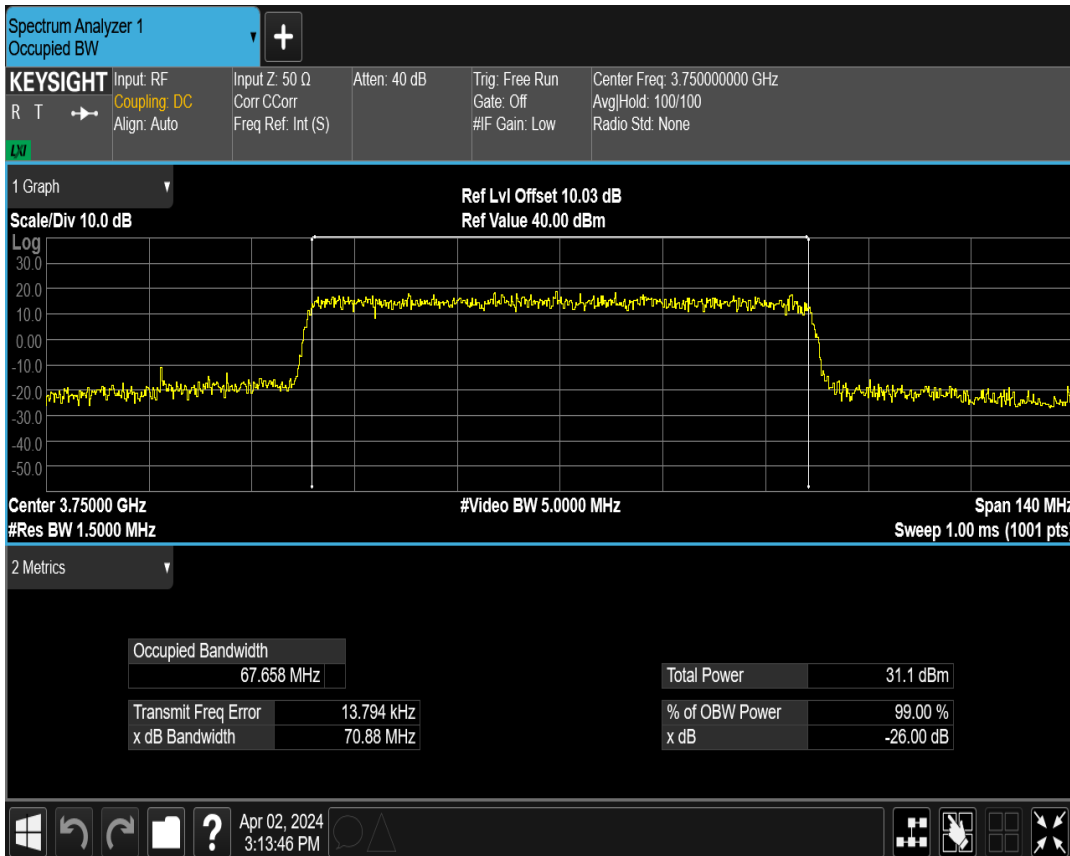 Spectrum Analyzer 1
Occupied BW
+
KEYSIGHT
R T
LXI
Input: RF
Coupling: DC
Align: Auto
Input Z: 50 Ω
Corr CCorr
Freq Ref: Int (S)
Atten: 40 dB
Trig: Free Run
Gate: Off
#IF Gain: Low
Center Freq: 3.750000000 GHz
Avg|Hold: 100/100
Radio Std: None
1 Graph
Ref Lvl Offset 10.03 dB
Scale/Div 10.0 dB
Ref Value 40.00 dBm
Log
30.0
20.0
10.0
0.00
-10.0
-20.0
-30.0
-40.0
-50.0
Center 3.75000 GHz
#Video BW 5.0000 MHz
Span 140 MHz
#Res BW 1.5000 MHz
Sweep 1.00 ms (1001 pts)
2 Metrics
Occupied Bandwidth
67.658 MHz
Total Power 31.1 dBm
Transmit Freq Error 13.794 kHz
% of OBW Power 99.00 %
x dB Bandwidth 70.88 MHz
x dB -26.00 dB
?
Apr 02, 2024
3:13:46 PM